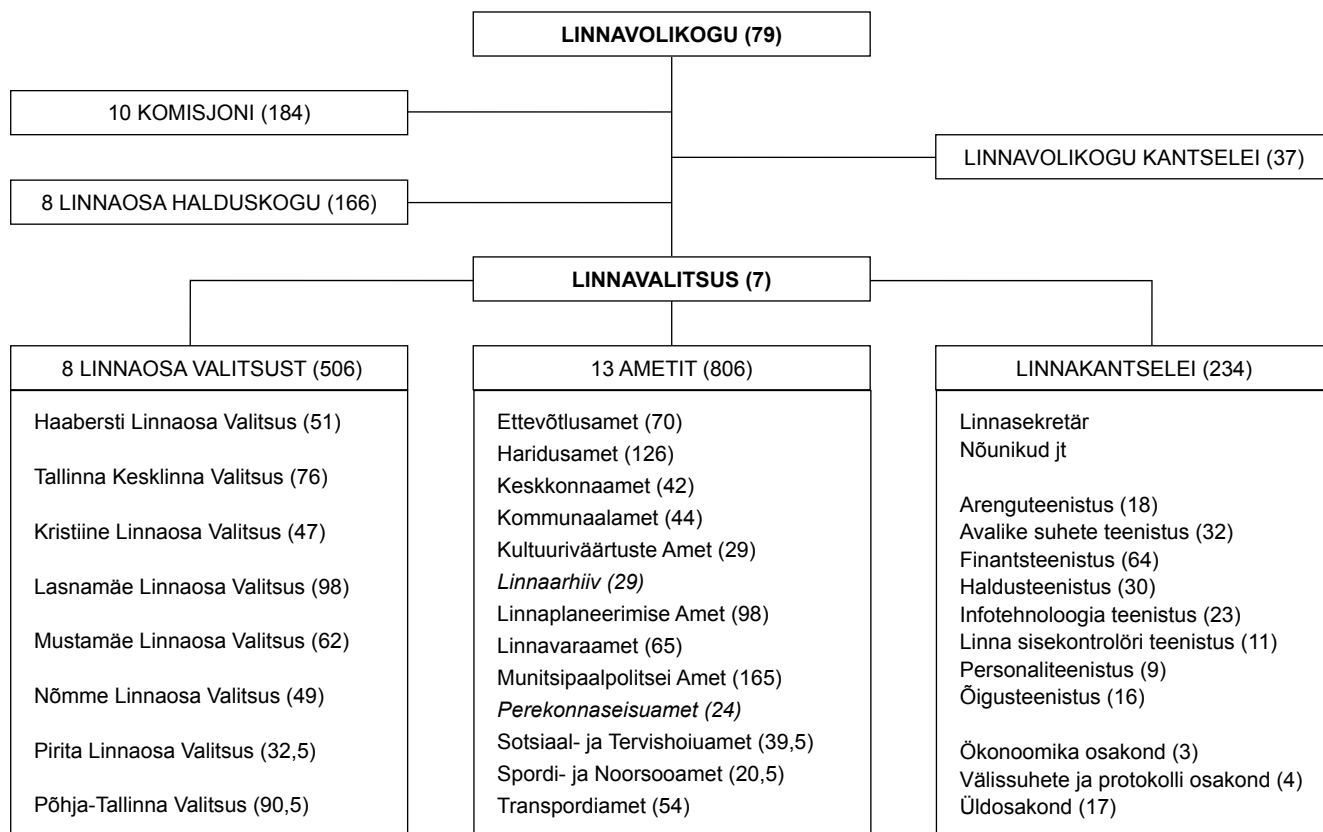 LINNAVOLIKOGU (79)
10 KOMISJONI (184)
LINNAVOLIKOGU KANTSELEI (37)
8 LINNAOSA HALDUSKOGU (166)
LINNAVALITSUS (7)
8 LINNAOSA VALITSUST (506)
Haabersti Linnaosa Valitsus (51)
Tallinna Kesklinna Valitsus (76)
Kristiine Linnaosa Valitsus (47)
Lasnamäe Linnaosa Valitsus (98)
Mustamäe Linnaosa Valitsus (62)
Nõmme Linnaosa Valitsus (49)
Pirita Linnaosa Valitsus (32,5)
Põhja-Tallinna Valitsus (90,5)
13 AMETIT (806)
Ettevõtlusamet (70)
Haridusamet (126)
Keskkonnaamet (42)
Kommunaalamet (44)
Kultuuriväärtuste Amet (29)
Linnaarhiiv (29)
Linnaplaneerimise Amet (98)
Linnavaraamet (65)
Munitsipaalpolitsei Amet (165)
Perekonnaseisuamet (24)
Sotsiaal- ja Tervishoiuamet (39,5)
Spordi- ja Noorsooamet (20,5)
Transpordiamet (54)
LINNAKANTSELEI (234)
Linnasekretär
Nõunikud jt
Arenguteenistus (18)
Avalike suhete teenistus (32)
Finantsteenistus (64)
Haldusteenistus (30)
Infotehnoloogia teenistus (23)
Linna sisekontrolöri teenistus (11)
Personaliteenistus (9)
Õigusteenistus (16)
Ökonoomika osakond (3)
Välissuhete ja protokolli osakond (4)
Üldosakond (17)